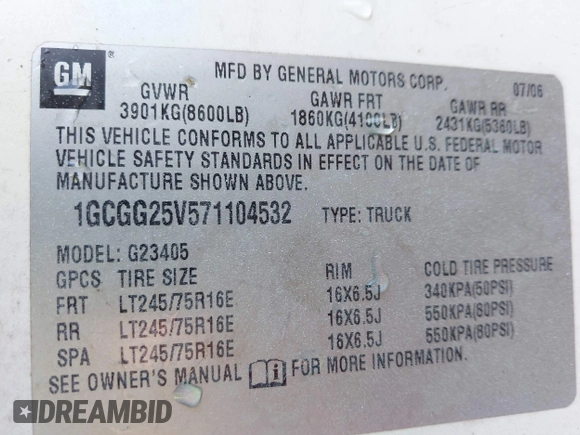 GM
®
MFD BY GENERAL MOTORS CORP. 07/06
GVWR GAWR FRT GAWR RR
3901KG(8600LB) 1860KG(4100LB) 2431KG(5360LB)
THIS VEHICLE CONFORMS TO ALL APPLICABLE U.S. FEDERAL MOTOR
VEHICLE SAFETY STANDARDS IN EFFECT ON THE DATE OF
MANUFACTURE SHOWN ABOVE.
1GCGG25V571104532 TYPE: TRUCK
MODEL: G23405
GPCS TIRE SIZE RIM COLD TIRE PRESSURE
FRT LT245/75R16E 16X6.5J 340KPA(50PSI)
RR LT245/75R16E 16X6.5J 550KPA(80PSI)
SPA LT245/75R16E 16X6.5J 550KPA(80PSI)
SEE OWNER'S MANUAL FOR MORE INFORMATION.
DREAMBID